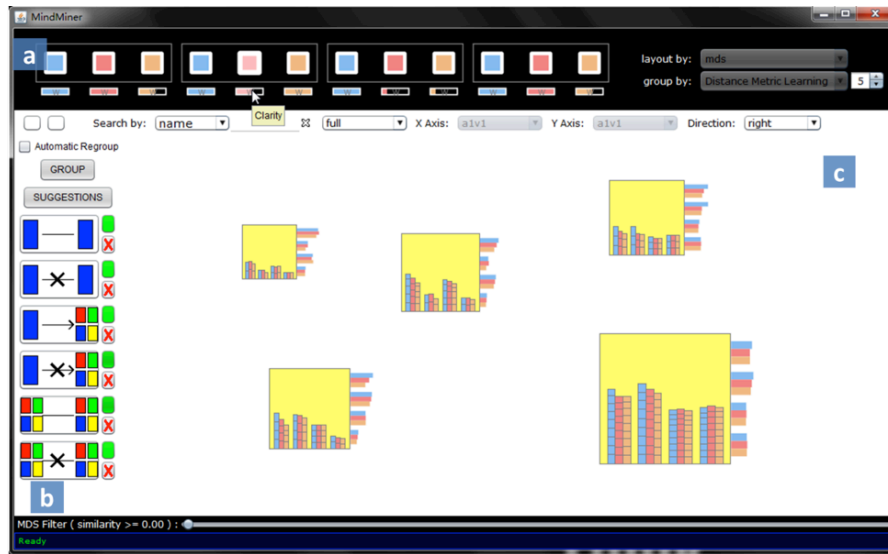 MindMiner
a
layout by: mds
group by: Distance Metric Learning 5
W W W W W W W W W W W
Clarity
Search by: name full X Axis: a1v1 Y Axis: a1v1 Direction: right
Automatic Regroup
c
GROUP
SUGGESTIONS
b
MDS Filter ( similarity >= 0.00 ) :
Ready